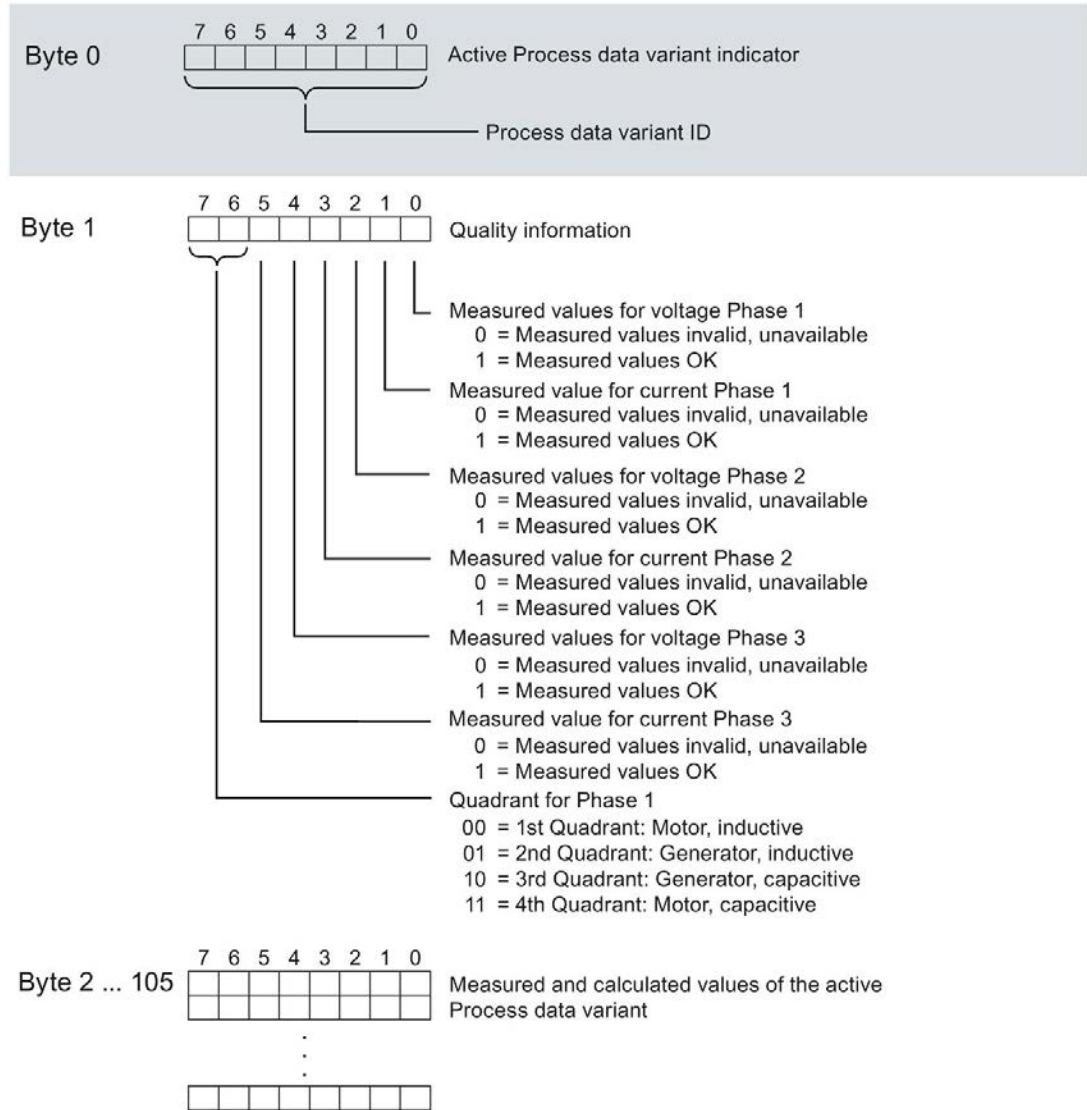 7 6 5 4 3 2 1 0
Byte 0 Active Process data variant indicator
Process data variant ID
7 6 5 4 3 2 1 0
Byte 1 Quality information
Measured values for voltage Phase 1
0 = Measured values invalid, unavailable
1 = Measured values OK
Measured value for current Phase 1
0 = Measured values invalid, unavailable
1 = Measured values OK
Measured values for voltage Phase 2
0 = Measured values invalid, unavailable
1 = Measured values OK
Measured value for current Phase 2
0 = Measured values invalid, unavailable
1 = Measured values OK
Measured values for voltage Phase 3
0 = Measured values invalid, unavailable
1 = Measured values OK
Measured value for current Phase 3
0 = Measured values invalid, unavailable
1 = Measured values OK
Quadrant for Phase 1
00 = 1st Quadrant: Motor, inductive
01 = 2nd Quadrant: Generator, inductive
10 = 3rd Quadrant: Generator, capacitive
11 = 4th Quadrant: Motor, capacitive
7 6 5 4 3 2 1 0
Byte 2 ... 105 Measured and calculated values of the active
Process data variant